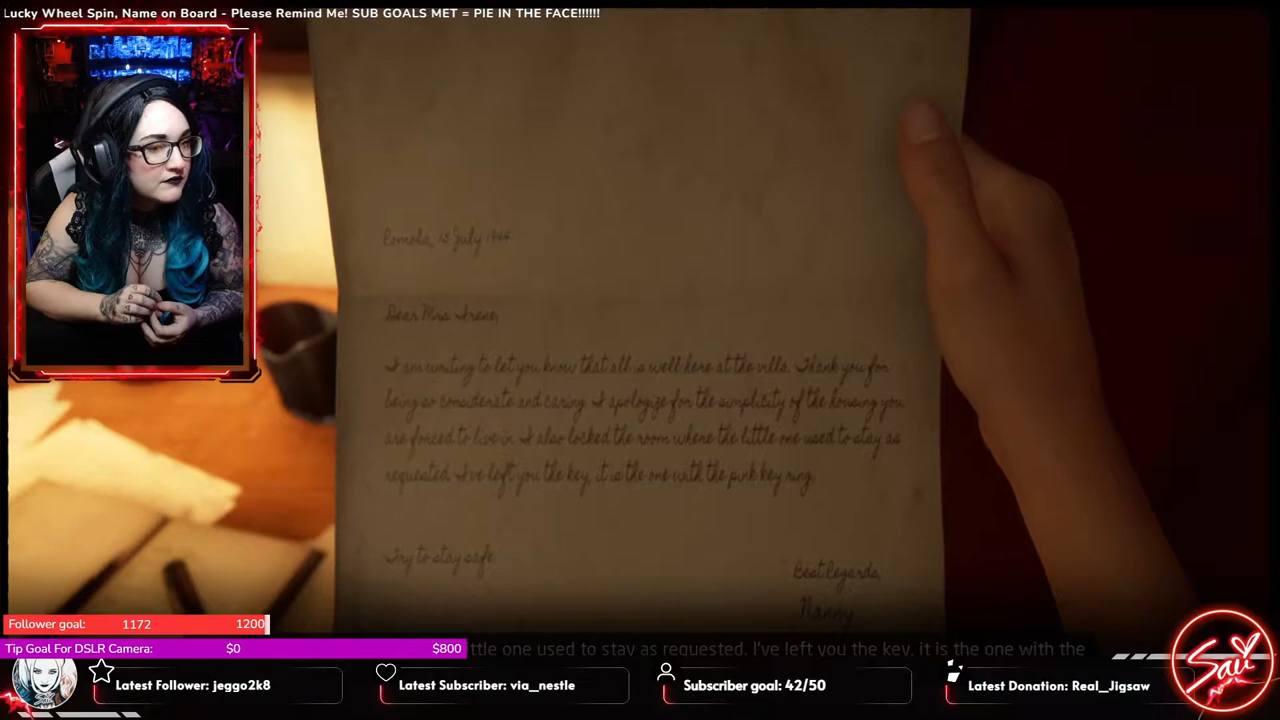 Lucky Wheel Spin, Name on Board - Please Remind Me! SUB GOALS MET = PIE IN THE FACE!!!!!!
July 1944
Dear Mrs. Irene,
I am writing to let you know that all is well here at the villa. Thank you for
being so considerate and caring. I apologize for the simplicity of the housing you
are forced to live in. I also locked the room where the little one used to stay as
requested. I've left you the key, it is the one with the pink key ring.
Try to stay safe.
Best Regards,
Nanny
Follower goal: 1172 1200
Tip Goal For DSLR Camera: $0 $800
ttle one used to stay as requested. I've left you the key, it is the one with the
Latest Follower: jeggo2k8
Latest Subscriber: via_nestle
Subscriber goal: 42/50
Latest Donation: Real_Jigsaw
Sav